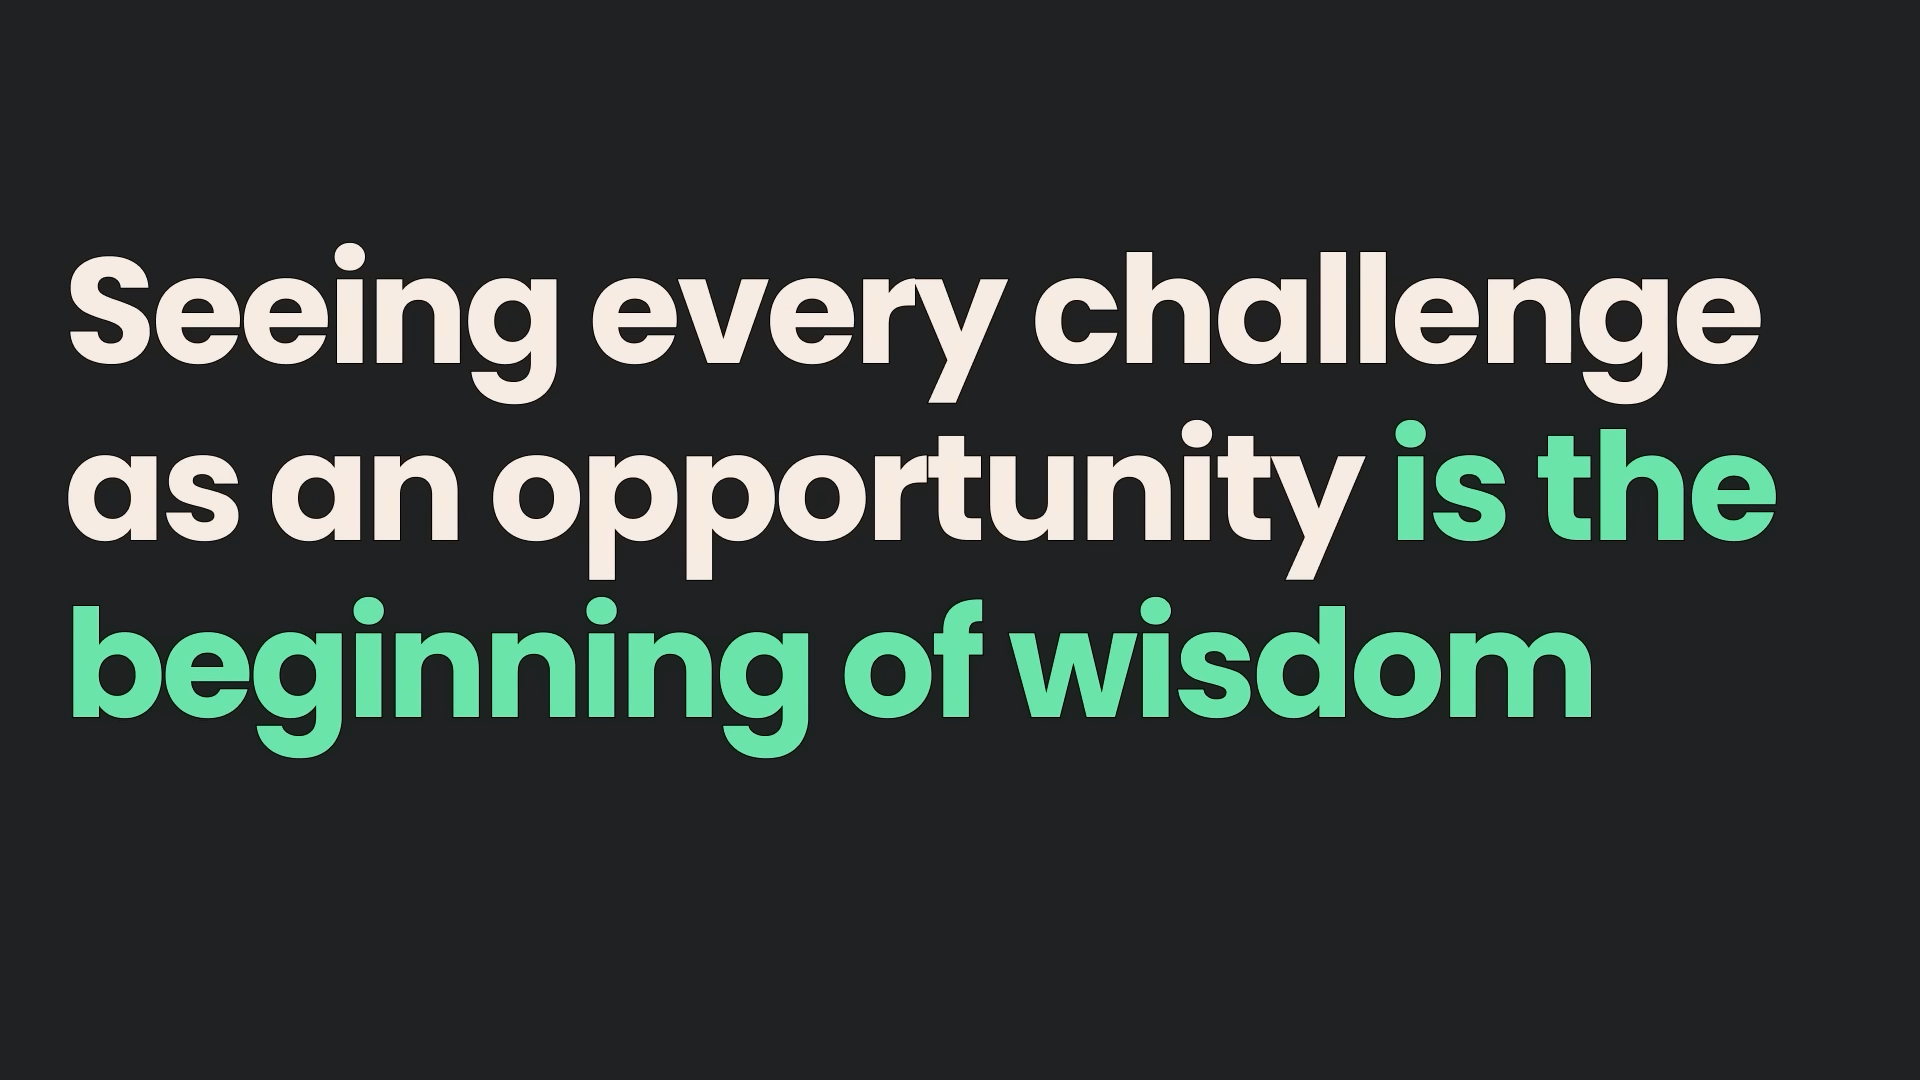 Seeing every challenge
as an opportunity is the
beginning of wisdom